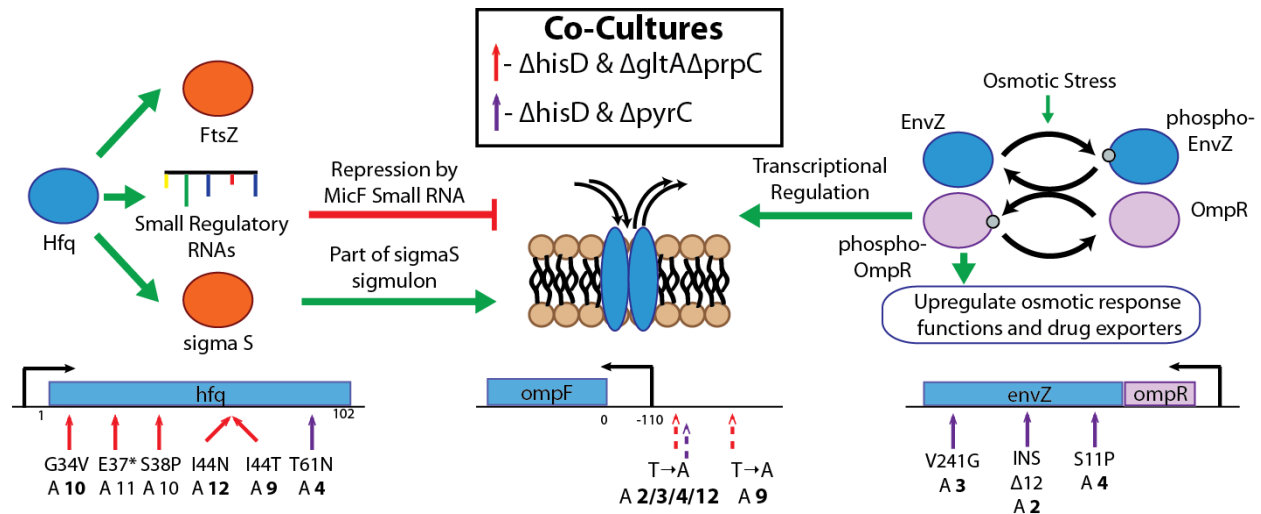 Co-Cultures
- ΔhisD & ΔgltAΔprpC
- ΔhisD & ΔpyrC
FtsZ
Hfq
Small Regulatory
RNAs
sigma S
Repression by
MicF Small RNA
Part of sigmaS
sigmulon
Transcriptional
Regulation
Osmotic Stress
EnvZ
phospho-
EnvZ
OmpR
phospho-
OmpR
Upregulate osmotic response
functions and drug exporters
hfq
1
102
G34V
A 10
E37*
A 11
S38P
A 10
I44N
A 12
I44T
A 9
T61N
A 4
ompF
0
-110
T→A
A 2/3/4/12
T→A
A 9
envZ
ompR
V241G
A 3
INS
Δ12
A 2
S11P
A 4